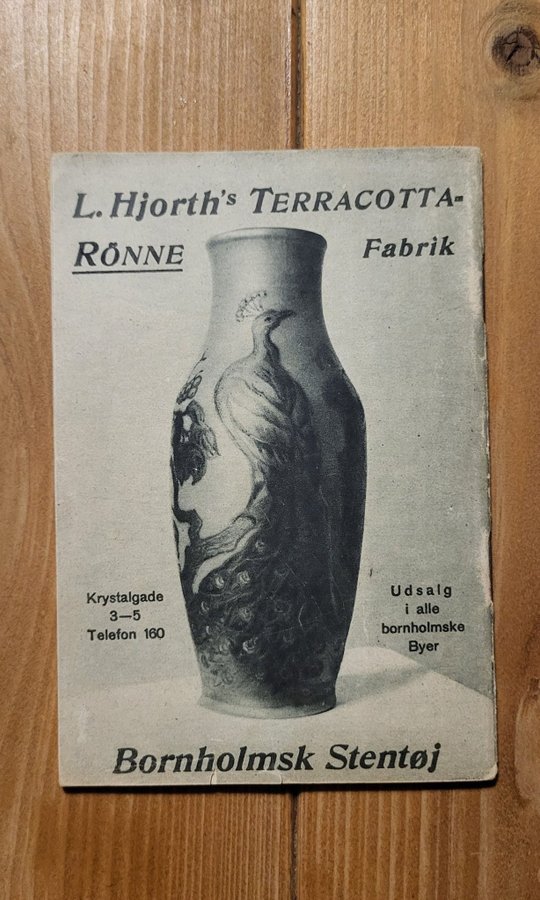 L. Hjorth's TERRACOTTA-
RÖNNE Fabrik
Krystalgade
3—5
Telefon 160
Udsalg
i alle
bornholmske
Byer
Bornholmsk Stentøj